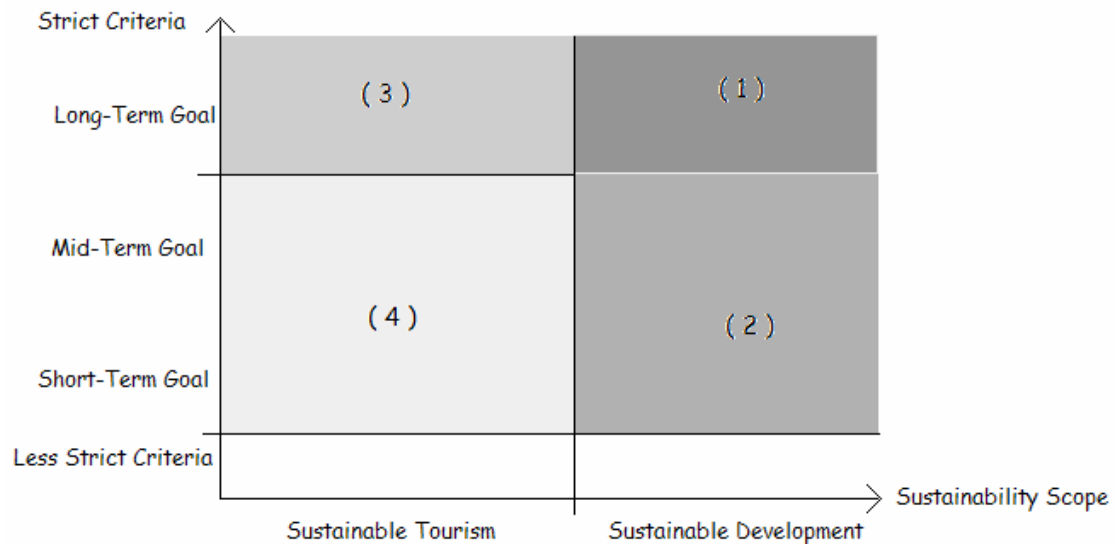 Strict Criteria
( 3 )
( 1 )
Long-Term Goal
Mid-Term Goal
( 4 )
( 2 )
Short-Term Goal
Less Strict Criteria
Sustainability Scope
Sustainable Tourism
Sustainable Development